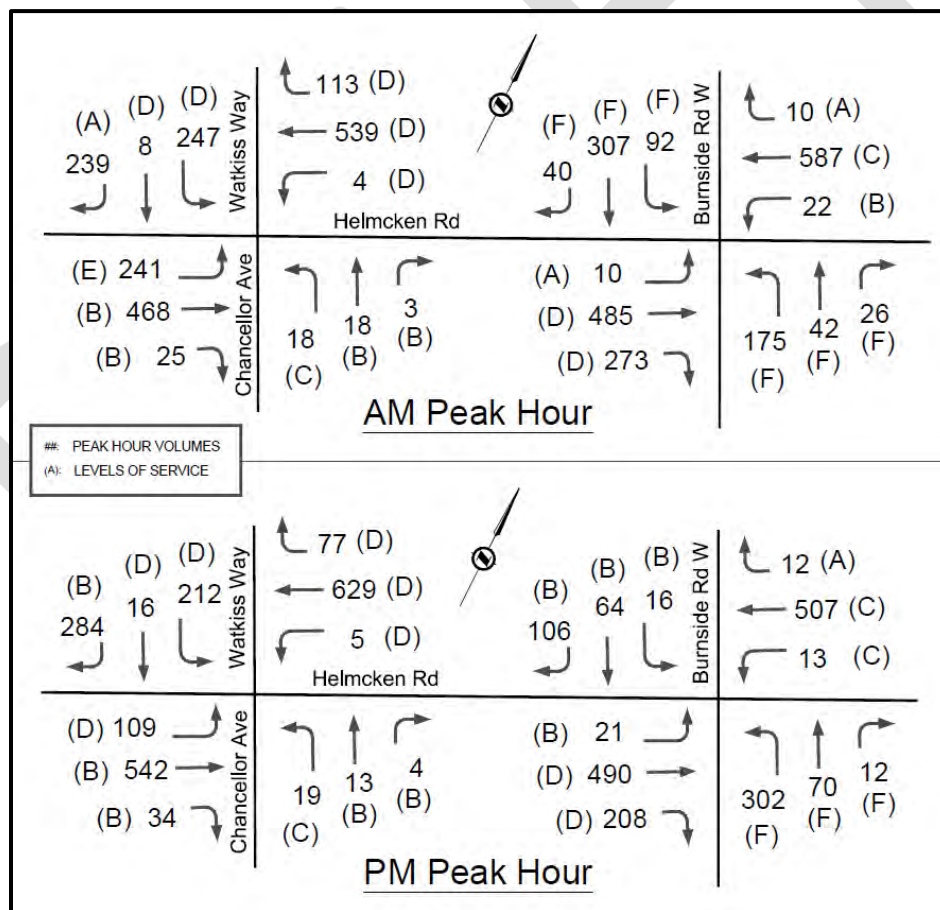 (A) (D) (D)
239 8 247
Watkiss Way
113 (D)
539 (D)
4 (D)
Helmcken Rd
(F) (F) (F)
40 307 92
Burnside Rd W
10 (A)
587 (C)
22 (B)
(E) 241
(B) 468
(B) 25
Chancellor Ave
18 18 3
(C) (B) (B)
(A) 10
(D) 485
(D) 273
175 42 26
(F) (F) (F)
AM Peak Hour
##: PEAK HOUR VOLUMES
(A): LEVELS OF SERVICE
(B) (D) (D)
284 16 212
Watkiss Way
77 (D)
629 (D)
5 (D)
Helmcken Rd
(B) (B) (B)
106 64 16
Burnside Rd W
12 (A)
507 (C)
13 (C)
(D) 109
(B) 542
(B) 34
Chancellor Ave
19 13 4
(C) (B) (B)
(B) 21
(D) 490
(D) 208
302 70 12
(F) (F) (F)
PM Peak Hour